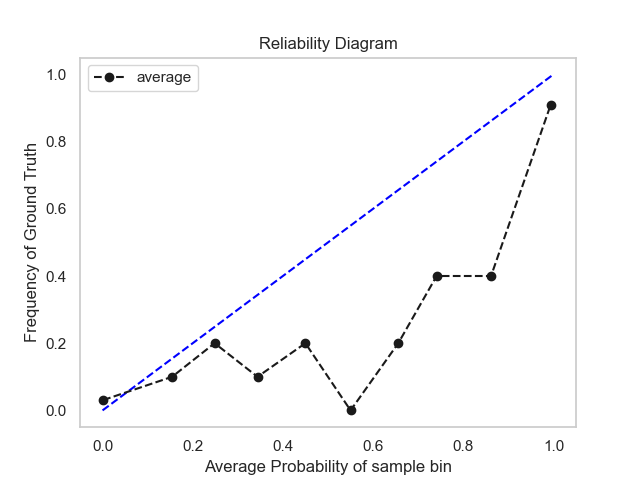 Reliability Diagram
average
1.0
0.8
0.6
0.4
0.2
0.0
Frequency of Ground Truth
0.0 0.2 0.4 0.6 0.8 1.0
Average Probability of sample bin